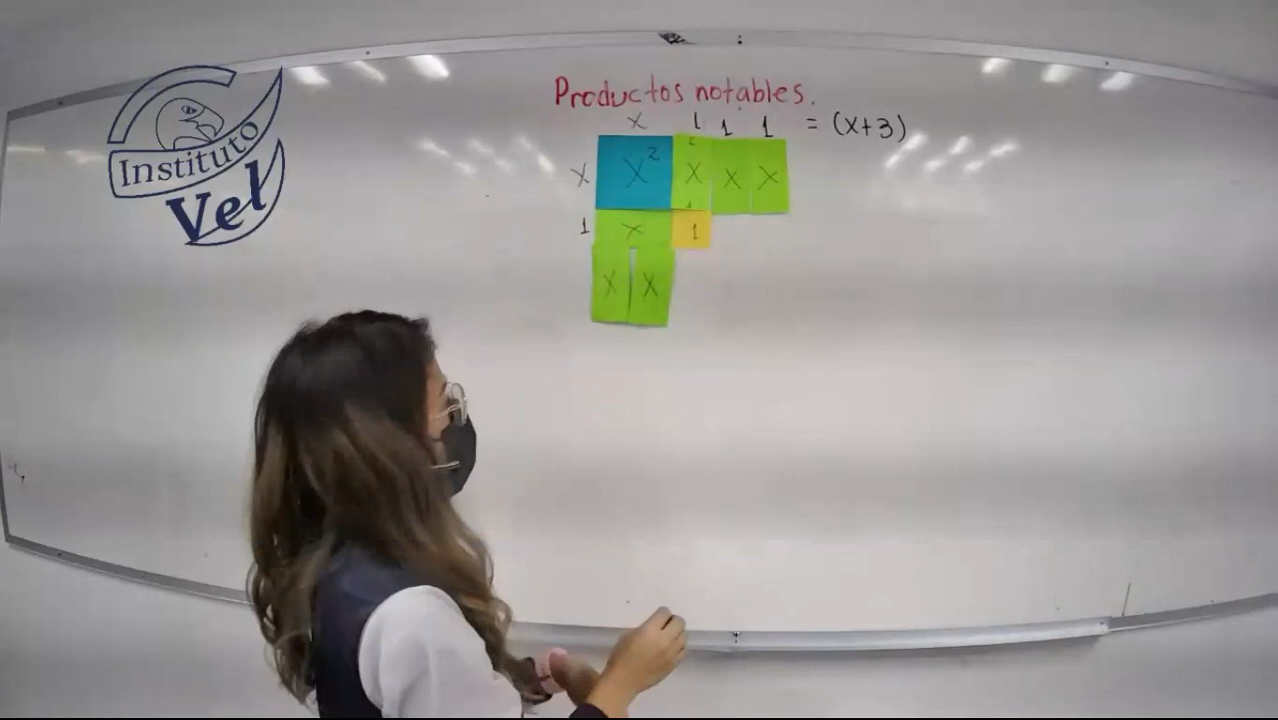 Instituto
Vel
Productos notables.
x 1 1 1 = (x+3)
x x² x x x
1 x 1
x x